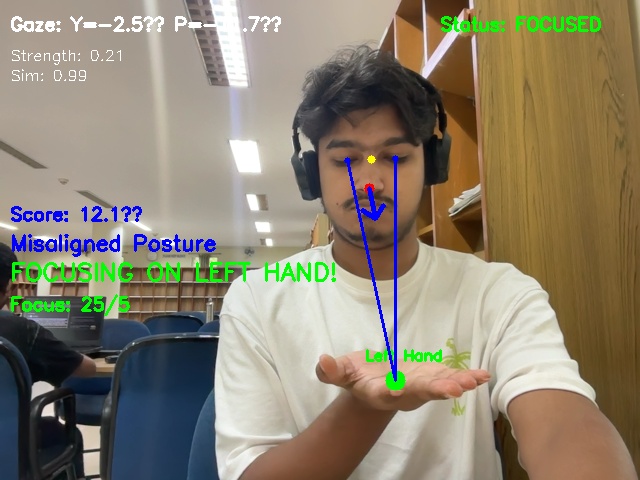 Gaze: Y=-2.5?? P=- .7??
Status: FOCUSED
Strength: 0.21
Sim: 0.99
Score: 12.1??
Misaligned Posture
FOCUSING ON LEFT HAND!
Focus: 25/5
Left Hand